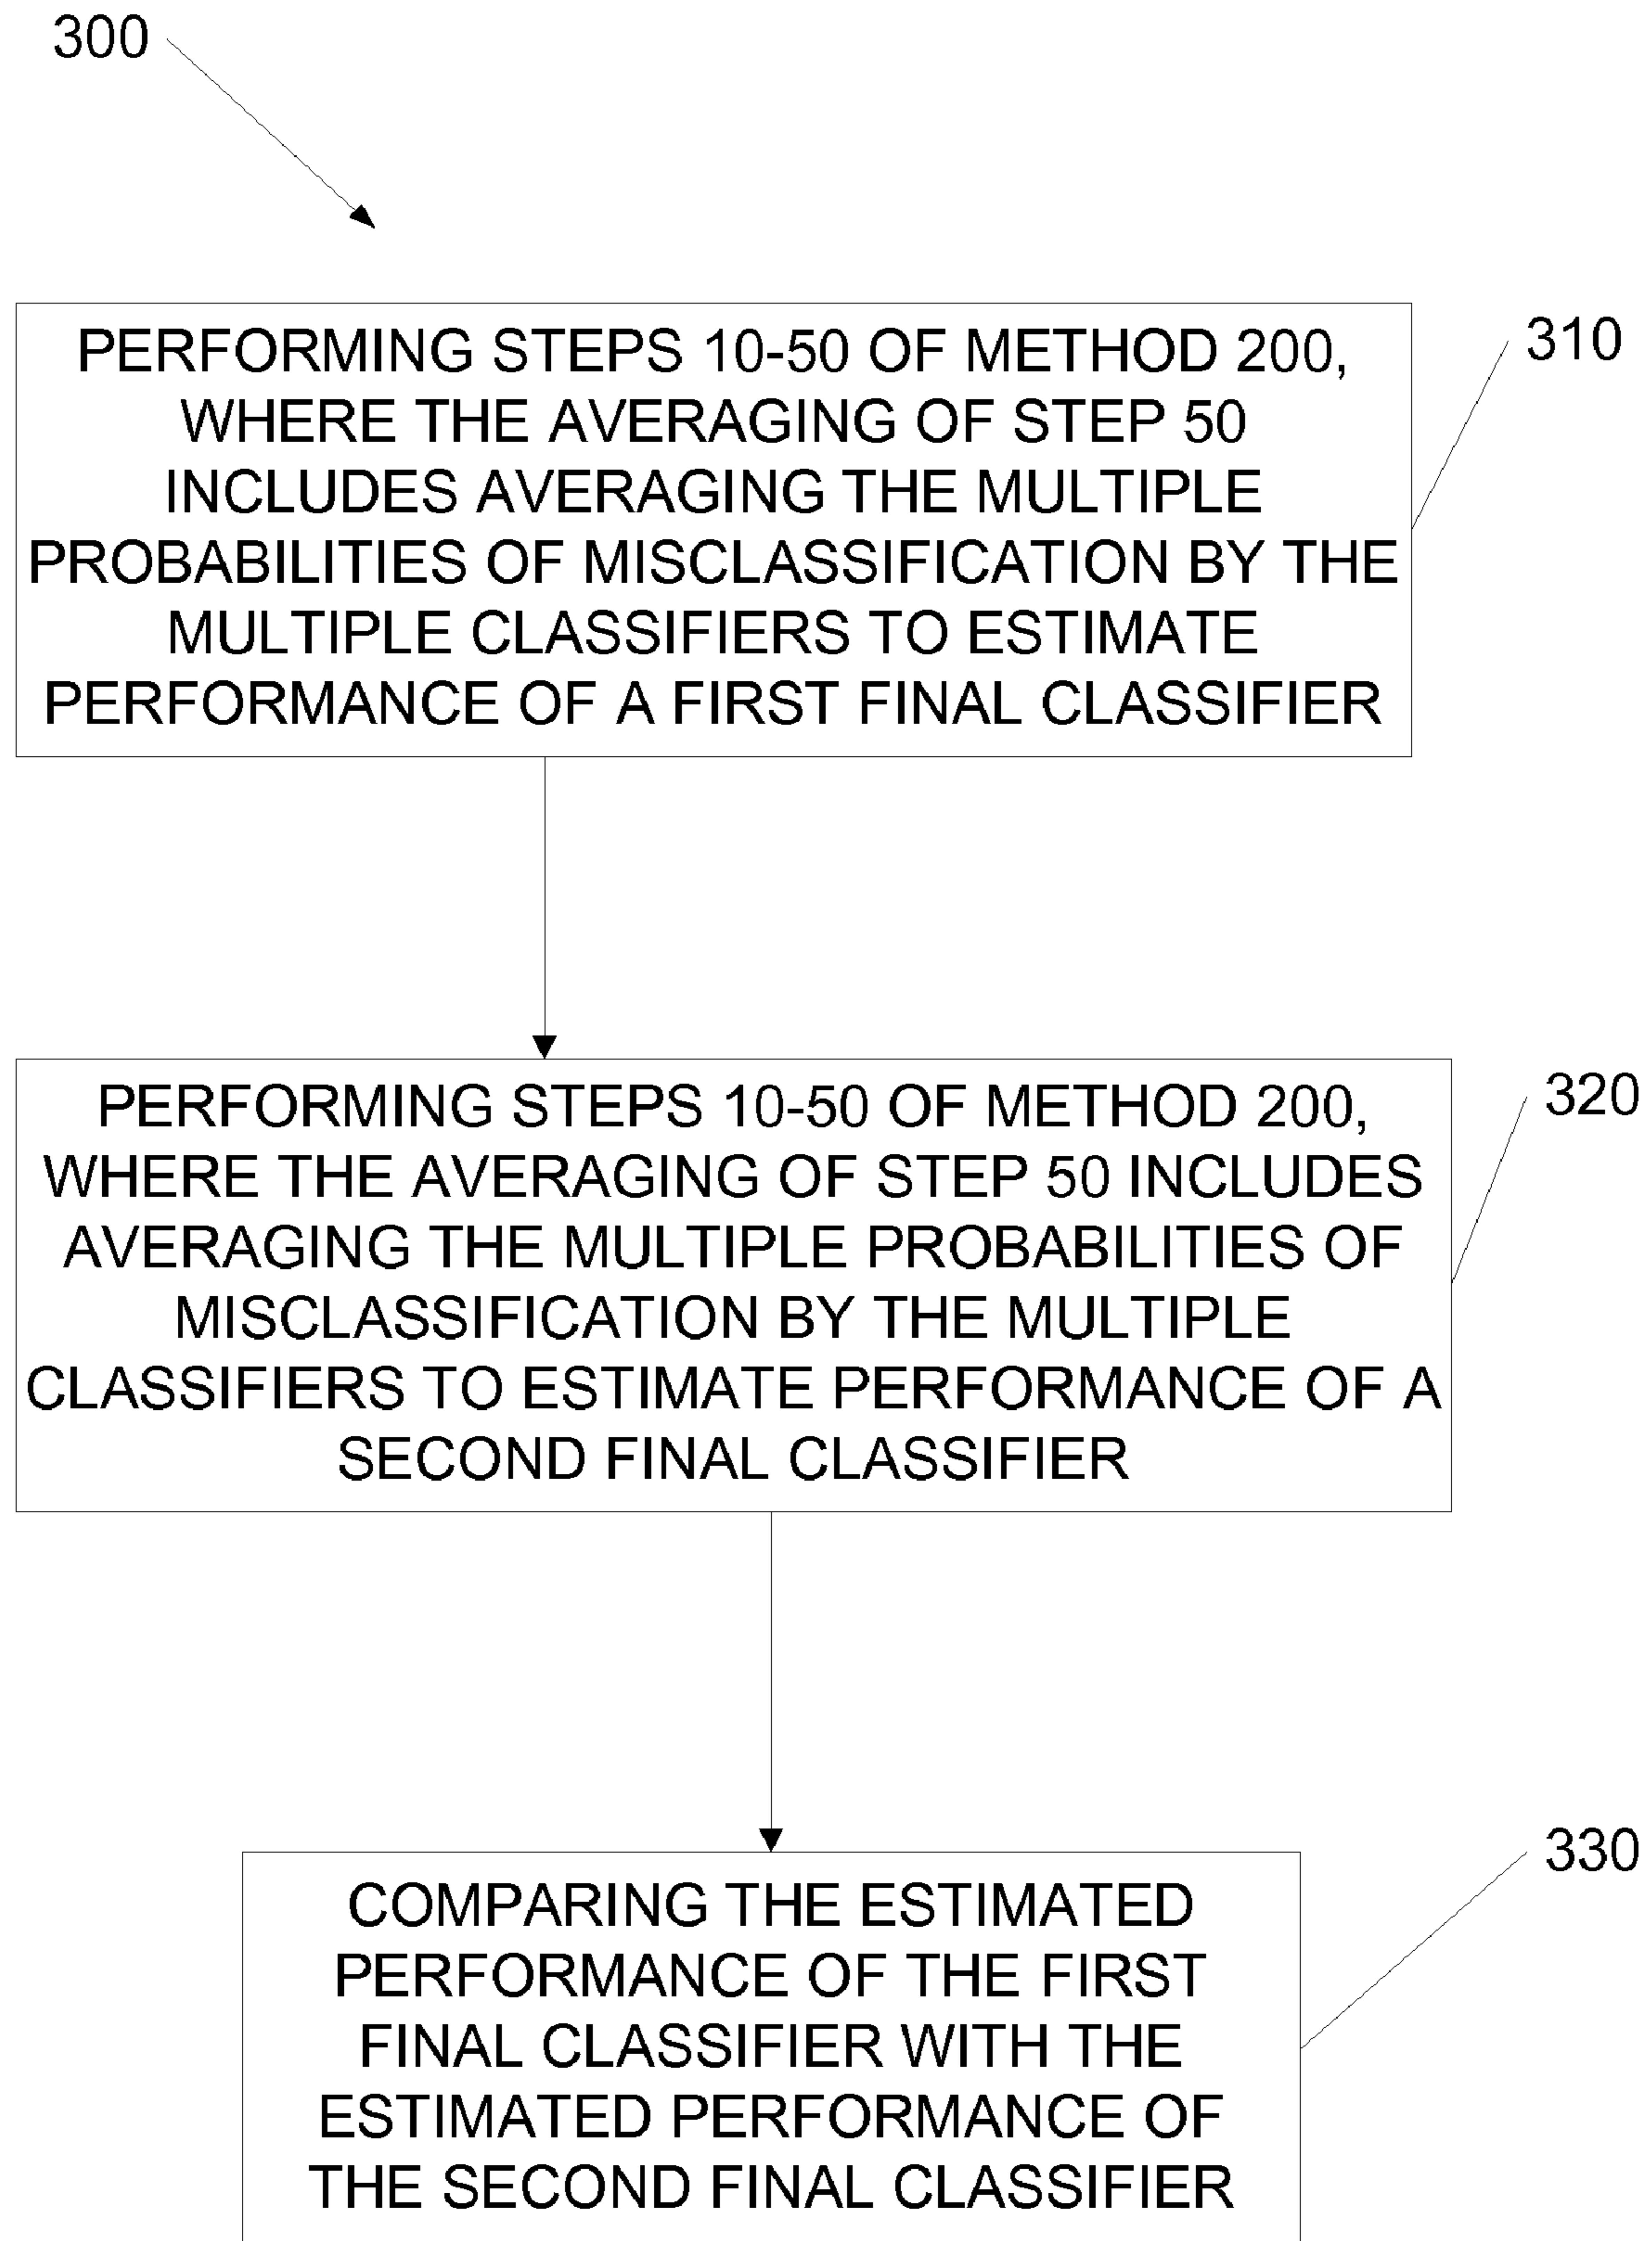 300
PERFORMING STEPS 10-50 OF METHOD 200,
WHERE THE AVERAGING OF STEP 50
INCLUDES AVERAGING THE MULTIPLE
PROBABILITIES OF MISCLASSIFICATION BY THE
MULTIPLE CLASSIFIERS TO ESTIMATE
PERFORMANCE OF A FIRST FINAL CLASSIFIER
310
PERFORMING STEPS 10-50 OF METHOD 200,
WHERE THE AVERAGING OF STEP 50 INCLUDES
AVERAGING THE MULTIPLE PROBABILITIES OF
MISCLASSIFICATION BY THE MULTIPLE
CLASSIFIERS TO ESTIMATE PERFORMANCE OF A
SECOND FINAL CLASSIFIER
320
COMPARING THE ESTIMATED
PERFORMANCE OF THE FIRST
FINAL CLASSIFIER WITH THE
ESTIMATED PERFORMANCE OF
THE SECOND FINAL CLASSIFIER
330